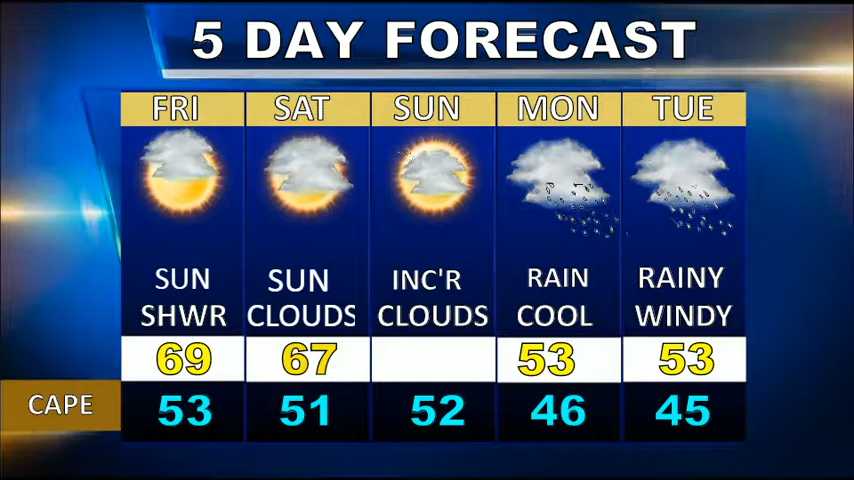 5 DAY FORECAST
FRI SAT SUN MON TUE
SUN SUN INC'R RAIN RAINY
SHWR CLOUDS CLOUDS COOL WINDY
69 67 53 53
CAPE 53 51 52 46 45